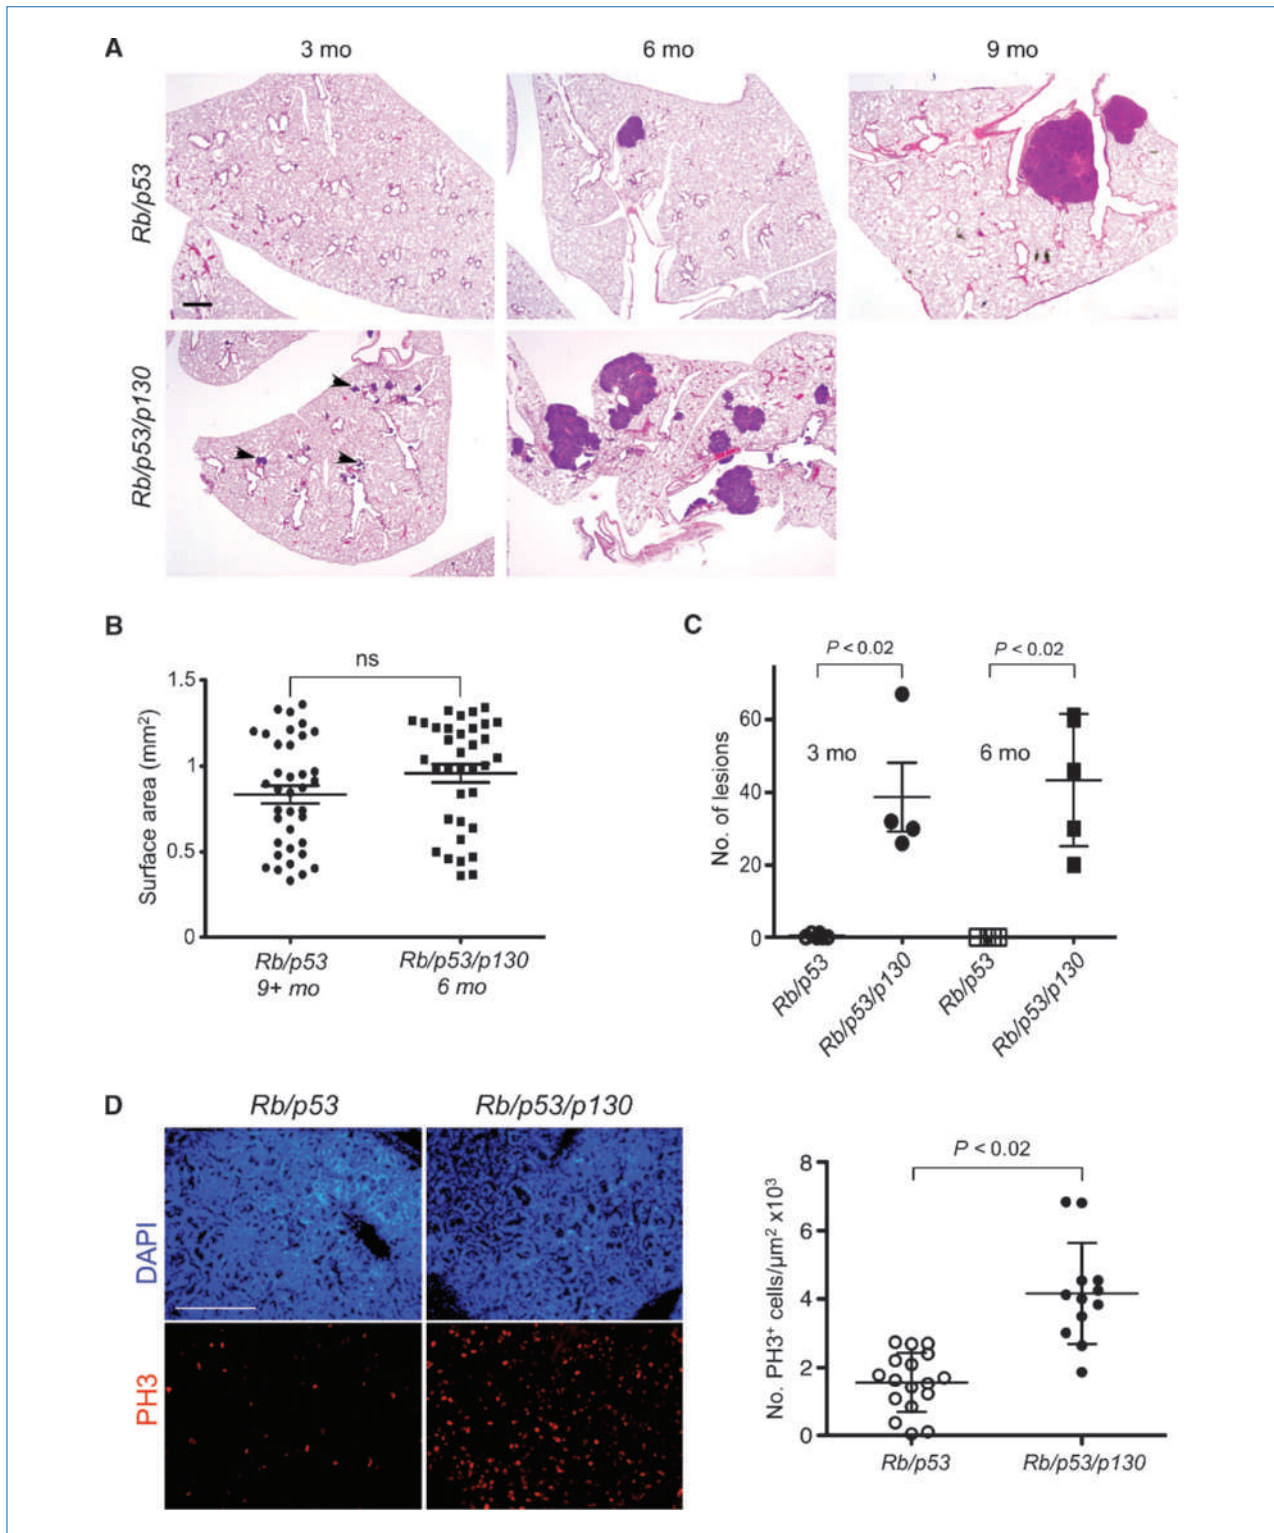 A
3 mo
6 mo
9 mo
Rb/p53
Rb/p53/p130
B
ns
Surface area (mm²)
1.5
1
0.5
0
Rb/p53
9+ mo
Rb/p53/p130
6 mo
C
P < 0.02
P < 0.02
3 mo
6 mo
No. of lesions
60
40
20
0
Rb/p53
Rb/p53/p130
Rb/p53
Rb/p53/p130
D
Rb/p53
Rb/p53/p130
DAPI
PH3
P < 0.02
No. PH3⁺ cells/µm² x10³
8
6
4
2
0
Rb/p53
Rb/p53/p130